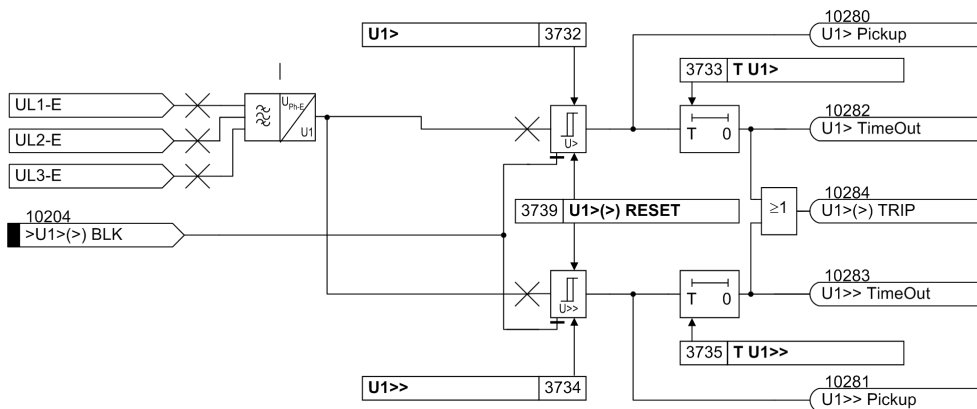 10280
U1> 3732
U1> Pickup
3733 T U1>
UL1-E
UPh-E
U1
10282
T 0
U1> TimeOut
UL2-E
U>
UL3-E
10284
3739 U1>(>) RESET
≥1
U1>(>) TRIP
10204
>U1>(>) BLK
10283
T 0
U1>> TimeOut
U>>
3735 T U1>>
10281
U1>> 3734
U1>> Pickup